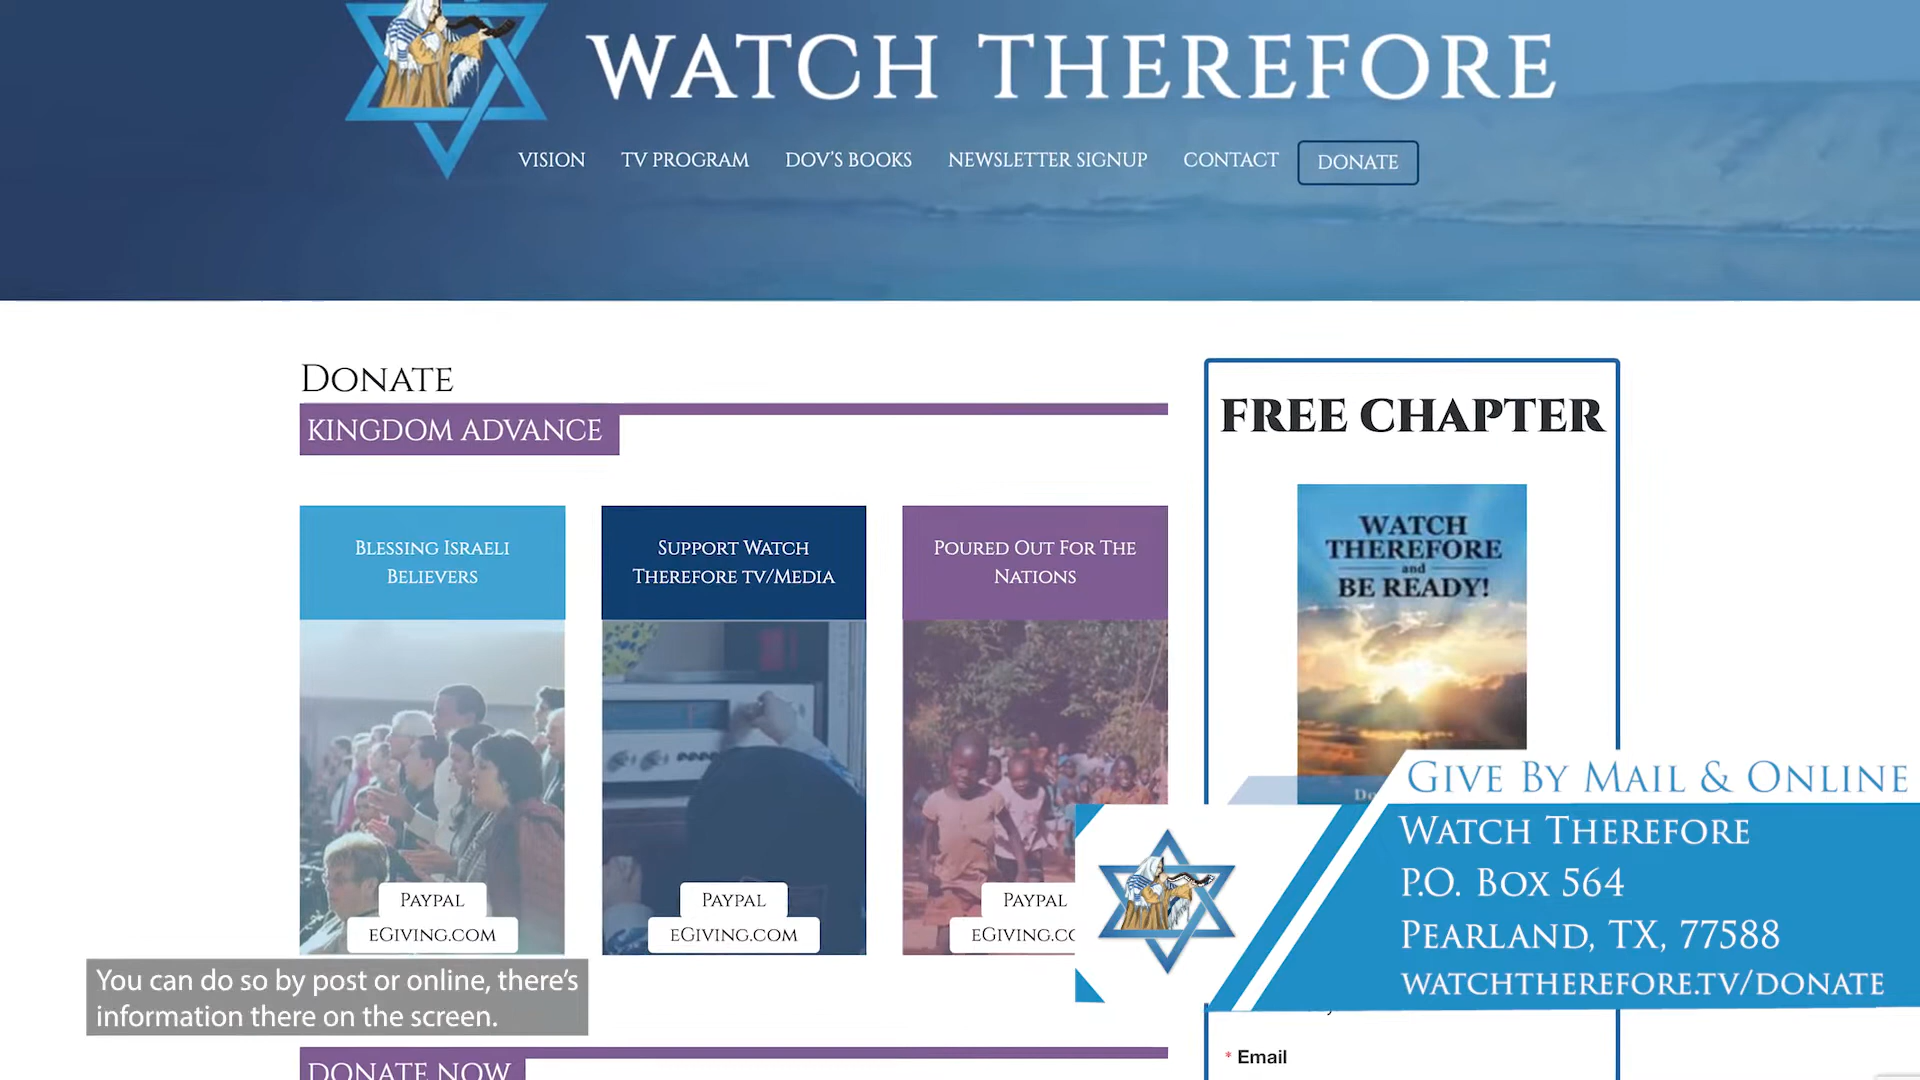 WATCH THEREFORE
VISION
TV PROGRAM
DOV'S BOOKS
NEWSLETTER SIGNUP
CONTACT
DONATE
DONATE
KINGDOM ADVANCE
BLESSING ISRAELI
BELIEVERS
PAYPAL
EGIVING.COM
SUPPORT WATCH
THEREFORE TV/MEDIA
PAYPAL
EGIVING.COM
POURED OUT FOR THE
NATIONS
PAYPAL
FREE CHAPTER
WATCH
THEREFORE
and
BE READY!
GIVE BY MAIL & ONLINE
WATCH THEREFORE
P.O. BOX 564
PEARLAND, TX, 77588
WATCHTHEREFORE.TV/DONATE
You can do so by post or online, there's
information there on the screen.
* Email
DONATE NOW